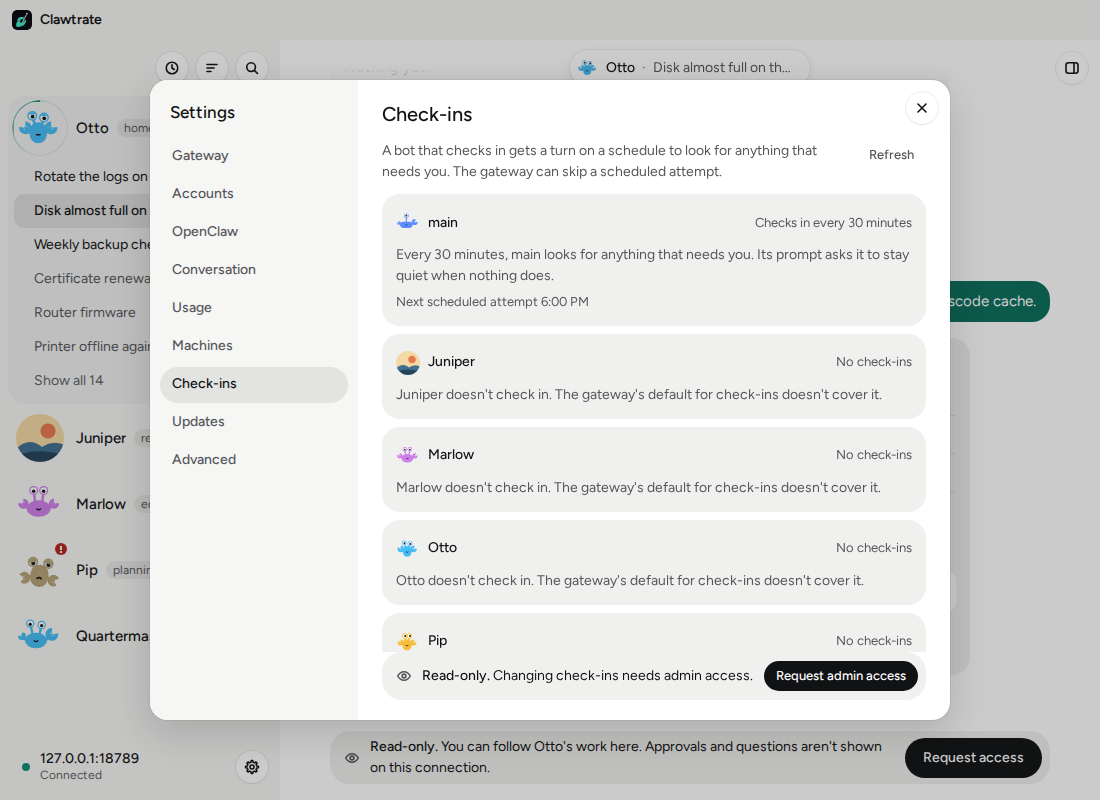 Clawtrate
Otto · Disk almost full on th...
Otto
Rotate the logs on
Disk almost full on
Weekly backup che
Certificate renewa
Router firmware
Printer offline again
Show all 14
Juniper
Marlow
Pip
Quarterma
127.0.0.1:18789
Connected
Settings
Gateway
Accounts
OpenClaw
Conversation
Usage
Machines
Check-ins
Updates
Advanced
Check-ins
A bot that checks in gets a turn on a schedule to look for anything that
needs you. The gateway can skip a scheduled attempt.
Refresh
main
Checks in every 30 minutes
Every 30 minutes, main looks for anything that needs you. Its prompt asks it to stay
quiet when nothing does.
Next scheduled attempt 6:00 PM
Juniper
No check-ins
Juniper doesn't check in. The gateway's default for check-ins doesn't cover it.
Marlow
No check-ins
Marlow doesn't check in. The gateway's default for check-ins doesn't cover it.
Otto
No check-ins
Otto doesn't check in. The gateway's default for check-ins doesn't cover it.
Pip
No check-ins
Read-only. Changing check-ins needs admin access.
Request admin access
scode cache.
Read-only. You can follow Otto's work here. Approvals and questions aren't shown
on this connection.
Request access